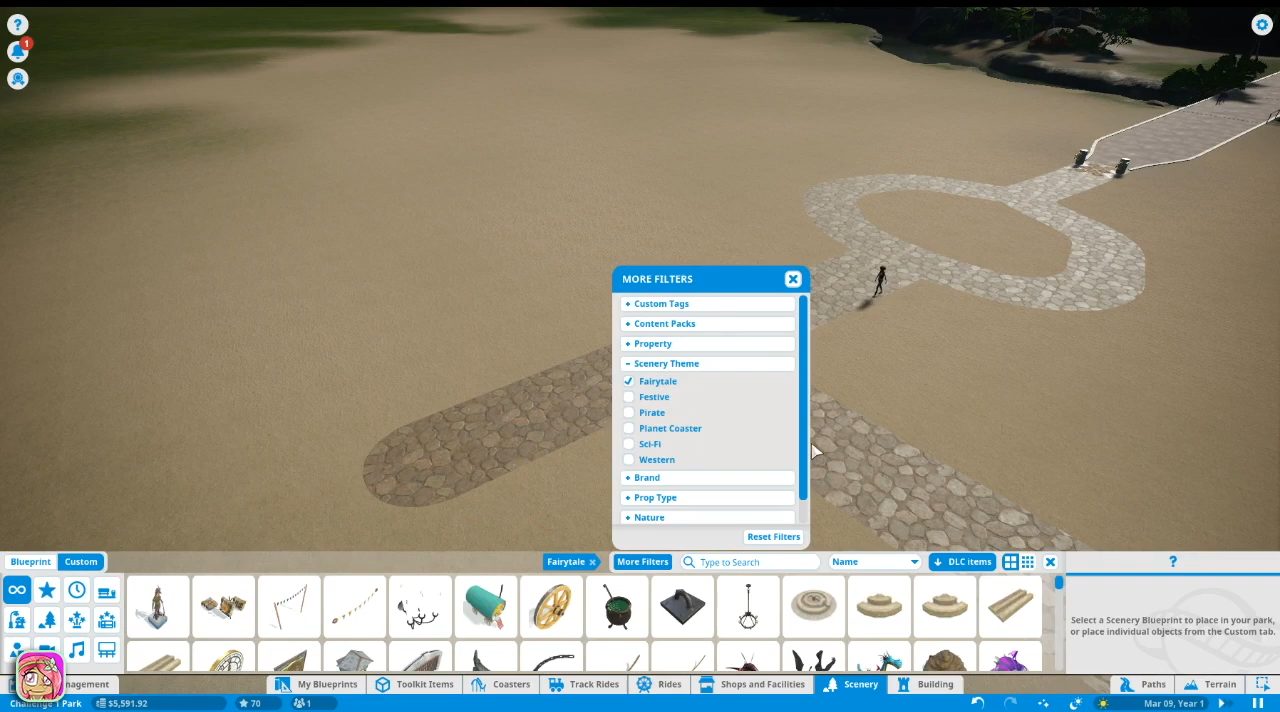 ?
1
MORE FILTERS
+ Custom Tags
+ Content Packs
+ Property
− Scenery Theme
Fairytale
Festive
Pirate
Planet Coaster
Sci-Fi
Western
+ Brand
+ Prop Type
+ Nature
Reset Filters
Blueprint Custom Fairytale × More Filters Type to Search Name DLC items ?
Select a Scenery Blueprint to place in your park,
or place individual objects from the Custom tab.
nagement My Blueprints Toolkit Items Coasters Track Rides Rides Shops and Facilities Scenery Building Paths Terrain
Challenge 1 Park $5,591.92 70 1 Mar 09, Year 1